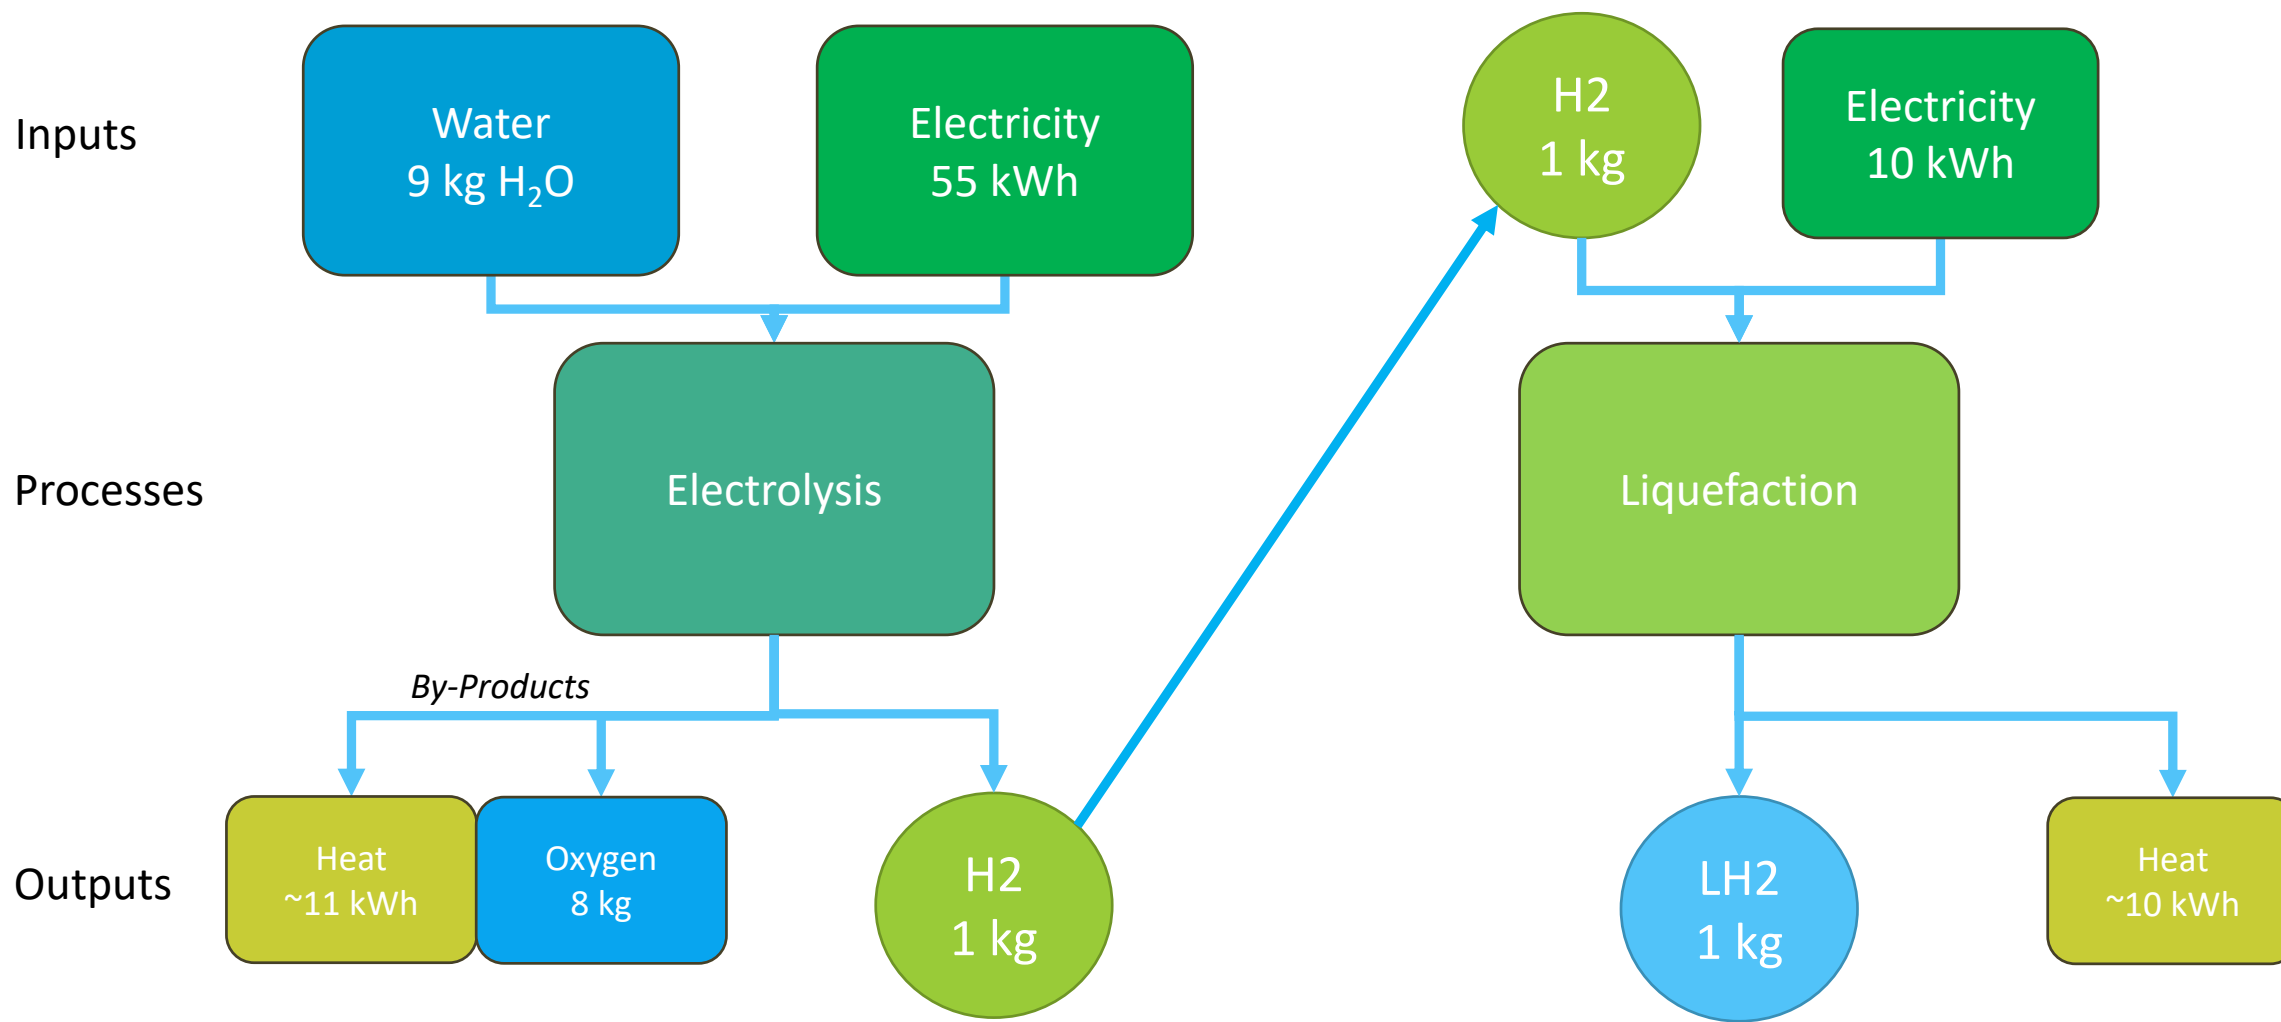 Inputs
Water
9 kg H₂O
Electricity
55 kWh
H2
1 kg
Electricity
10 kWh
Processes
Electrolysis
Liquefaction
By-Products
Outputs
Heat
~11 kWh
Oxygen
8 kg
H2
1 kg
LH2
1 kg
Heat
~10 kWh